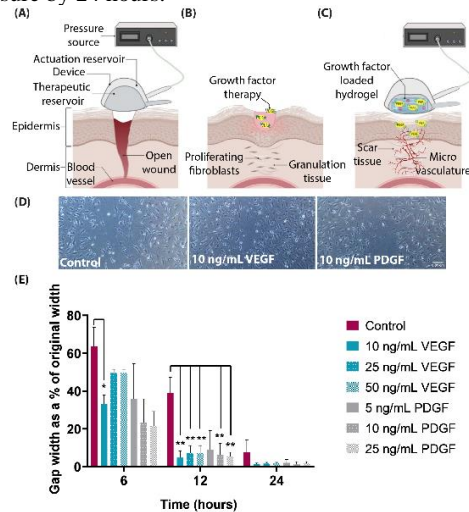 sure by 24 hours.
(A)
Pressure
source
Actuation reservoir
Device
Therapeutic
reservoir
Epidermis
Dermis
Blood
vessel
Open
wound
(B)
Growth factor
therapy
Proliferating
fibroblasts
Granulation
tissue
(C)
Growth factor
loaded
hydrogel
Scar
tissue
Micro
vasculature
(D)
Control
10 ng/mL VEGF
10 ng/mL PDGF
(E)
Gap width as a % of original width
80
60
40
20
0
*
** ** ** ** **
6
12
24
Time (hours)
Control
10 ng/mL VEGF
25 ng/mL VEGF
50 ng/mL VEGF
5 ng/mL PDGF
10 ng/mL PDGF
25 ng/mL PDGF